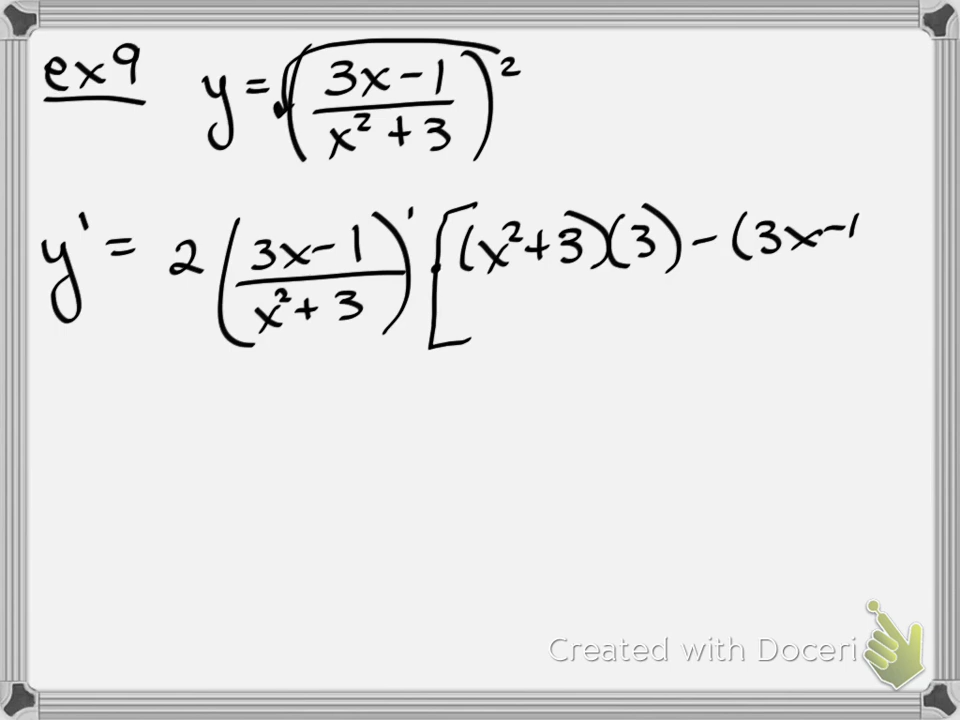 ex9 y = √((3x-1)/(x²+3))²
y' = 2((3x-1)/(x²+3))' [(x²+3)(3) - (3x-1
Created with Doceri